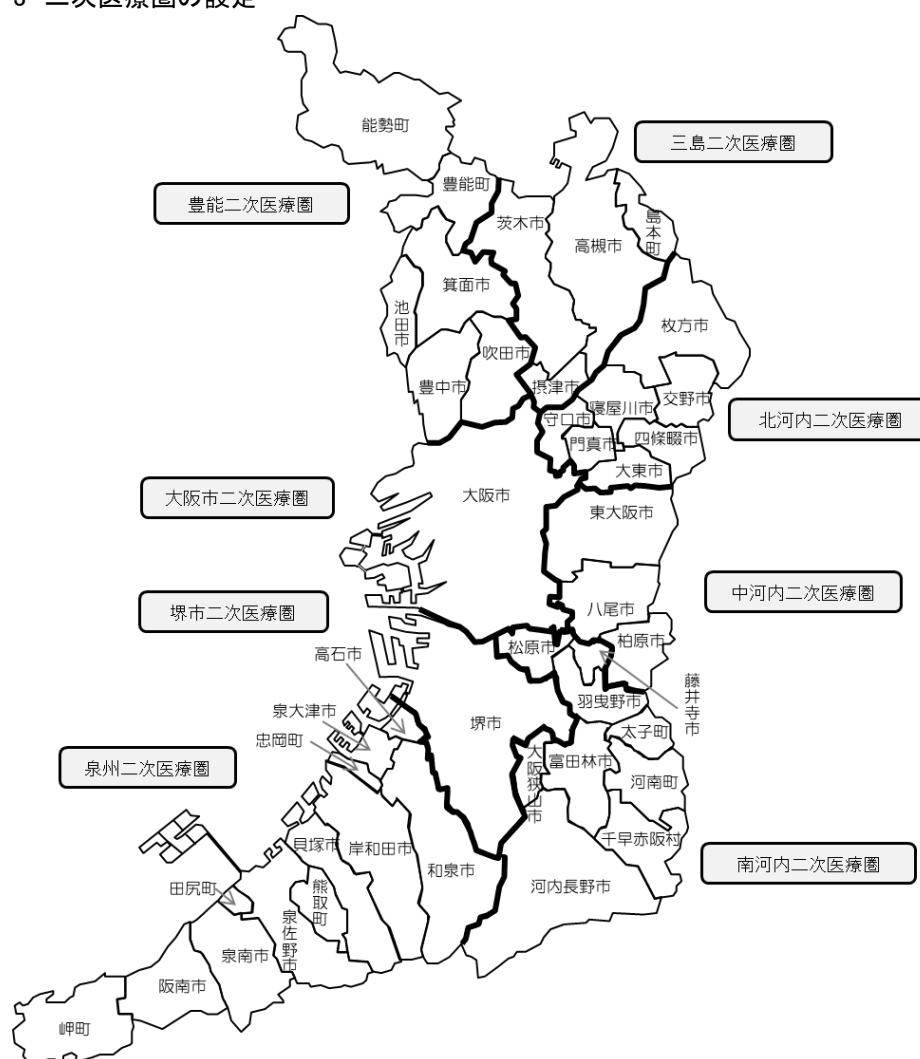 二次医療圏の設定
能勢町
三島二次医療圏
豊能町
豊能二次医療圏
茨木市
島本町
高槻市
箕面市
池田市
枚方市
吹田市
豊中市
摂津市
交野市
寝屋川市
守口市
北河内二次医療圏
四條畷市
門真市
大東市
大阪市二次医療圏
大阪市
東大阪市
中河内二次医療圏
堺市二次医療圏
八尾市
柏原市
松原市
高石市
藤井寺市
羽曳野市
泉大津市
堺市
太子町
忠岡町
大阪狭山市
富田林市
泉州二次医療圏
河南町
千早赤阪村
貝塚市
岸和田市
和泉市
南河内二次医療圏
河内長野市
田尻町
熊取町
泉佐野市
泉南市
阪南市
岬町